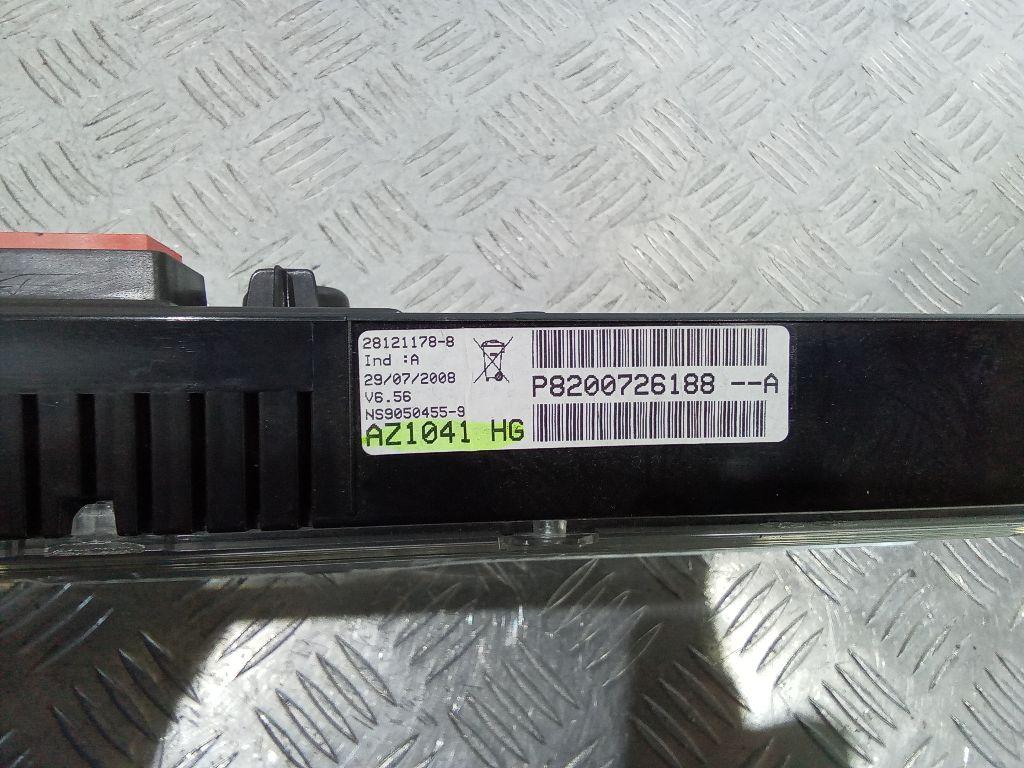 28121178-8
Ind :A
29/07/2008
V6.56
NS9050455-9
AZ1041 HG
P8200726188 --A